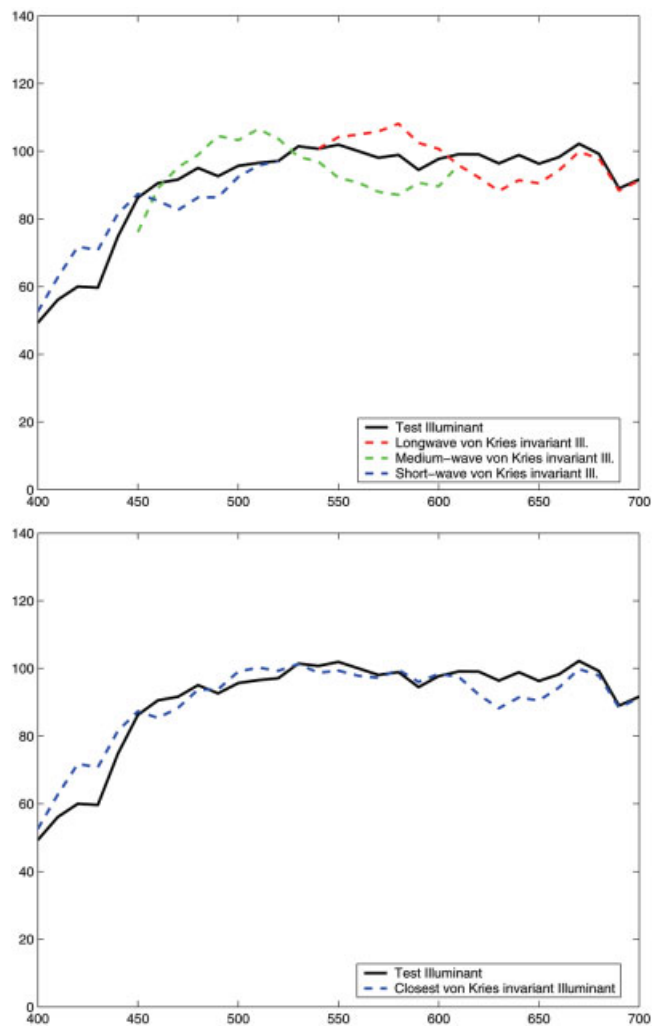 140
120
100
80
60
40
20
0
400 450 500 550 600 650 700
Test Illuminant
Longwave von Kries invariant Ill.
Medium-wave von Kries invariant Ill.
Short-wave von Kries invariant Ill.
140
120
100
80
60
40
20
0
400 450 500 550 600 650 700
Test Illuminant
Closest von Kries invariant Illuminant